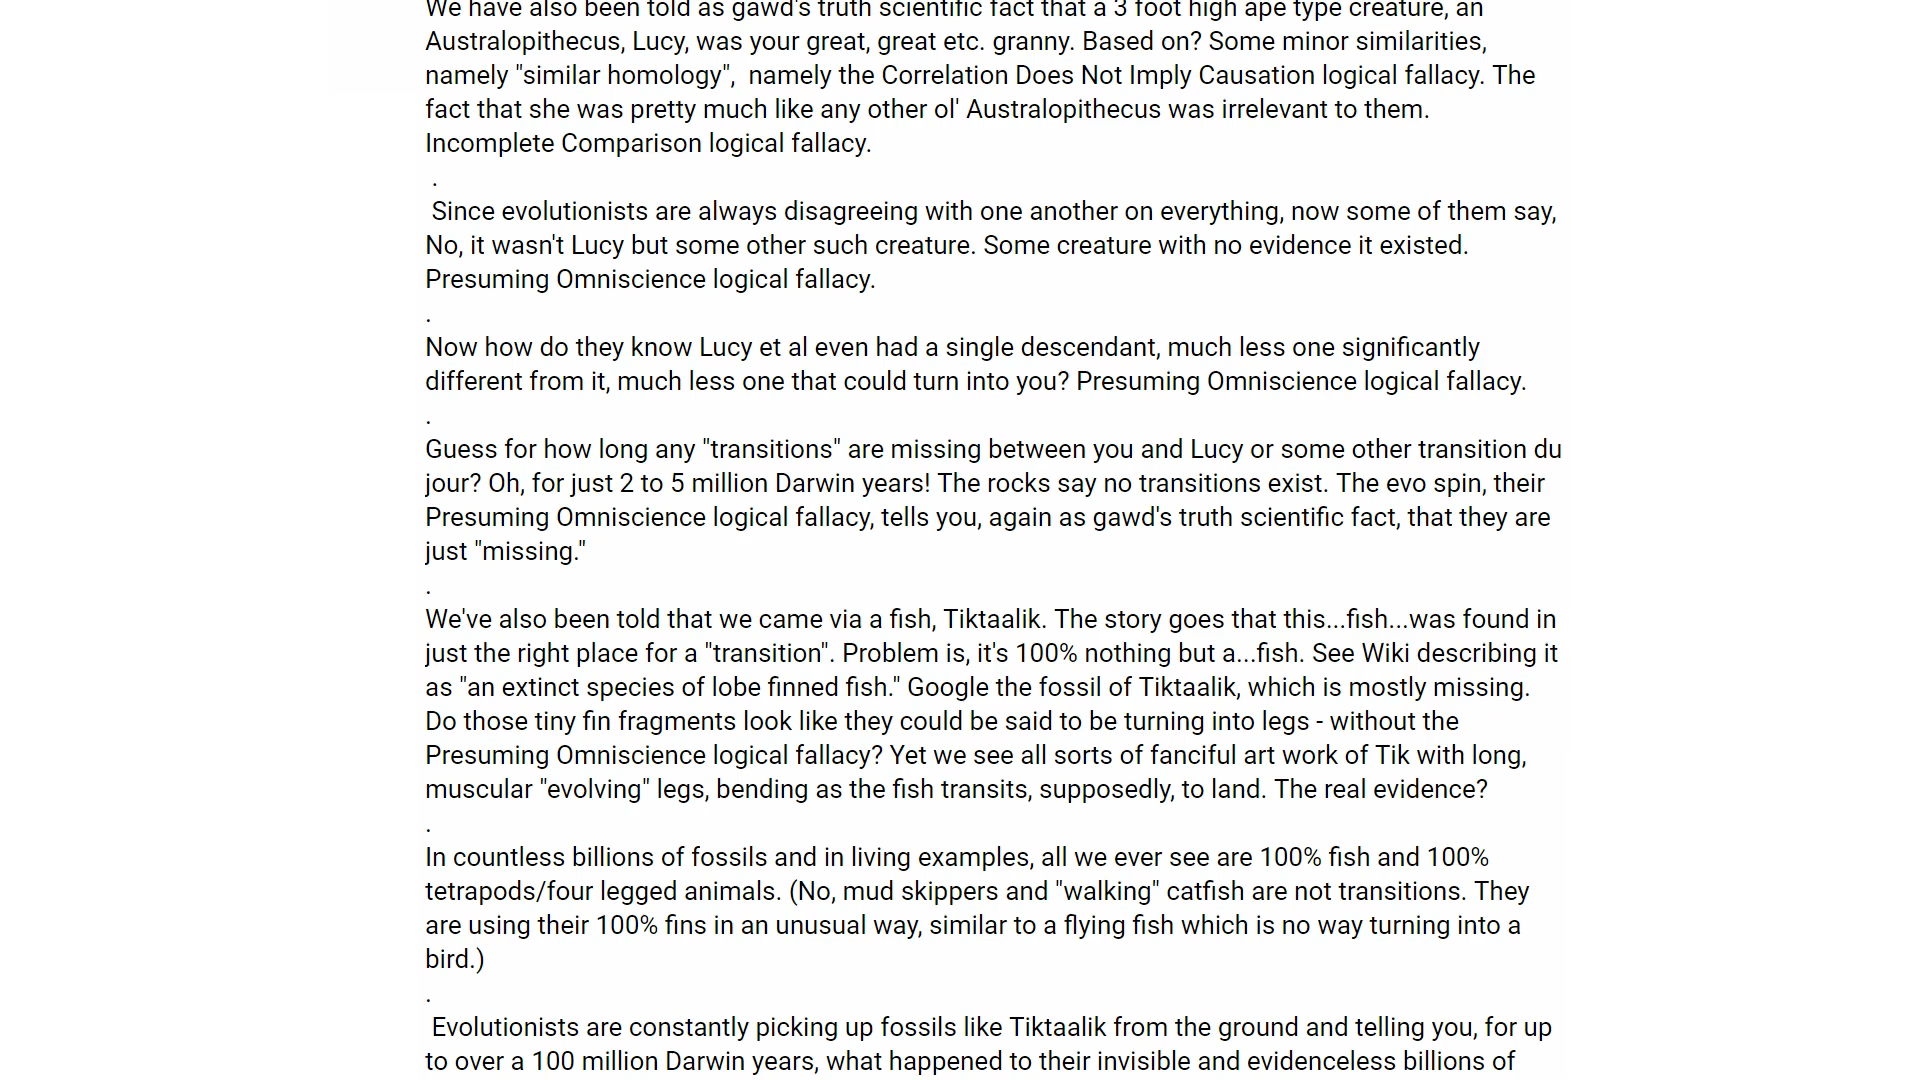 We have also been told as gawd's truth scientific fact that a 3 foot high ape type creature, an
Australopithecus, Lucy, was your great, great etc. granny. Based on? Some minor similarities,
namely "similar homology",  namely the Correlation Does Not Imply Causation logical fallacy. The
fact that she was pretty much like any other ol' Australopithecus was irrelevant to them.
Incomplete Comparison logical fallacy.
.
Since evolutionists are always disagreeing with one another on everything, now some of them say,
No, it wasn't Lucy but some other such creature. Some creature with no evidence it existed.
Presuming Omniscience logical fallacy.
.
Now how do they know Lucy et al even had a single descendant, much less one significantly
different from it, much less one that could turn into you? Presuming Omniscience logical fallacy.
.
Guess for how long any "transitions" are missing between you and Lucy or some other transition du
jour? Oh, for just 2 to 5 million Darwin years! The rocks say no transitions exist. The evo spin, their
Presuming Omniscience logical fallacy, tells you, again as gawd's truth scientific fact, that they are
just "missing."
.
We've also been told that we came via a fish, Tiktaalik. The story goes that this...fish...was found in
just the right place for a "transition". Problem is, it's 100% nothing but a...fish. See Wiki describing it
as "an extinct species of lobe finned fish." Google the fossil of Tiktaalik, which is mostly missing.
Do those tiny fin fragments look like they could be said to be turning into legs - without the
Presuming Omniscience logical fallacy? Yet we see all sorts of fanciful art work of Tik with long,
muscular "evolving" legs, bending as the fish transits, supposedly, to land. The real evidence?
.
In countless billions of fossils and in living examples, all we ever see are 100% fish and 100%
tetrapods/four legged animals. (No, mud skippers and "walking" catfish are not transitions. They
are using their 100% fins in an unusual way, similar to a flying fish which is no way turning into a
bird.)
.
Evolutionists are constantly picking up fossils like Tiktaalik from the ground and telling you, for up
to over a 100 million Darwin years, what happened to their invisible and evidenceless billions of